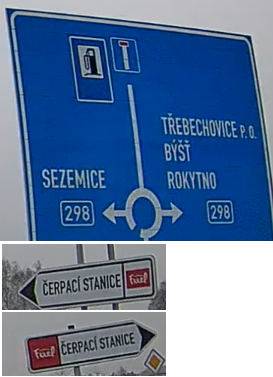 TŘEBECHOVICE P. O.
BÝŠŤ
SEZEMICE
ROKYTNO
298
298
ČERPACÍ STANICE fuel
fuel ČERPACÍ STANICE